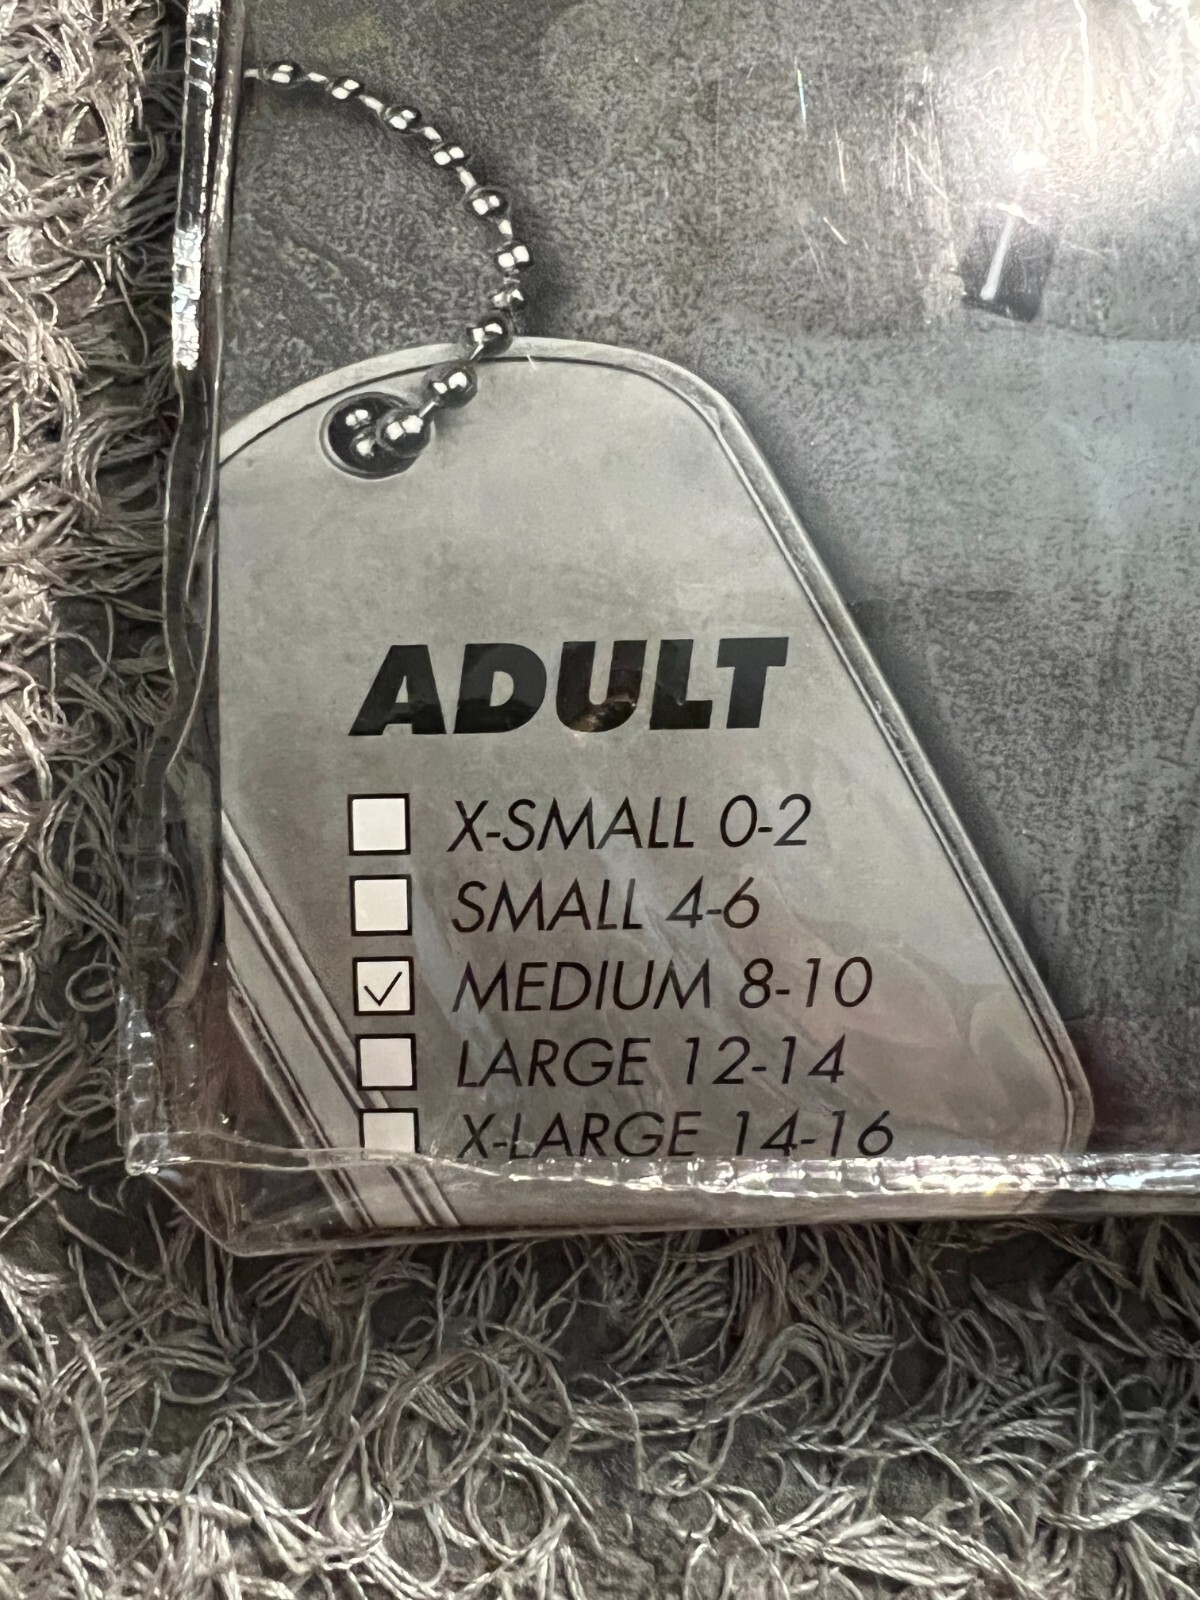 ADULT
X-SMALL 0-2
SMALL 4-6
MEDIUM 8-10
LARGE 12-14
X-LARGE 14-16